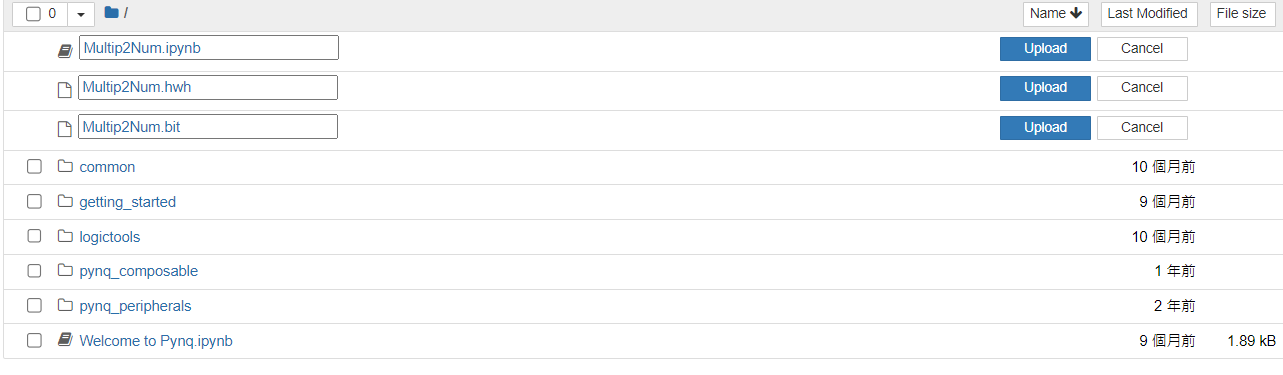 0 / Name Last Modified File size
Multip2Num.ipynb Upload Cancel
Multip2Num.hwh Upload Cancel
Multip2Num.bit Upload Cancel
common 10 個月前
getting_started 9 個月前
logictools 10 個月前
pynq_composable 1 年前
pynq_peripherals 2 年前
Welcome to Pynq.ipynb 9 個月前 1.89 kB